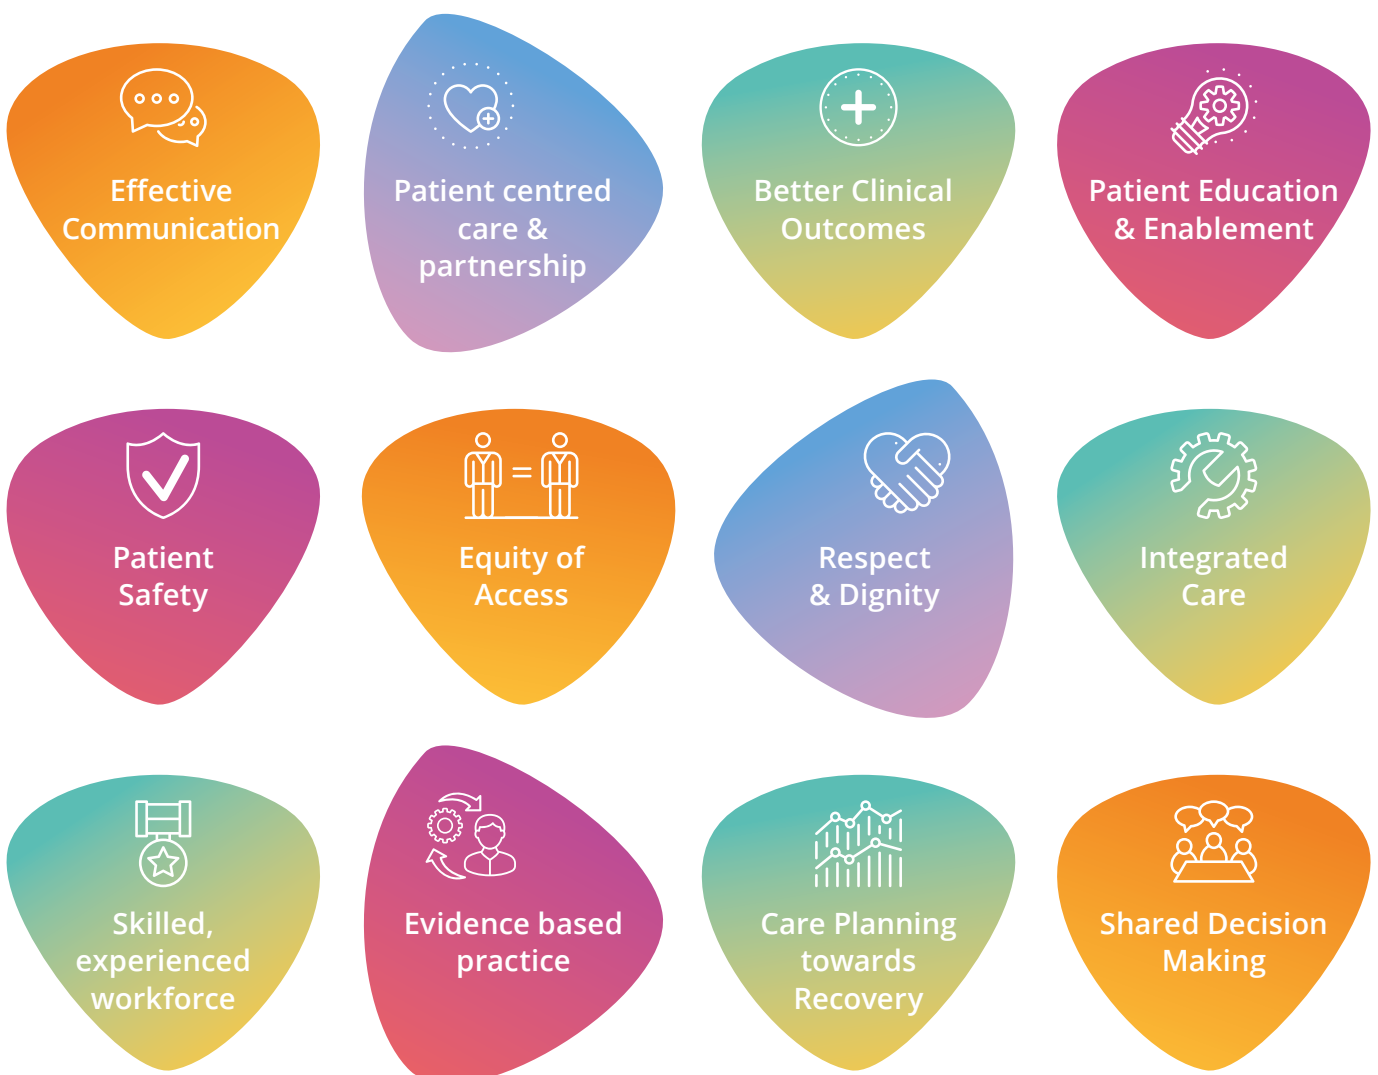 Effective
Communication
Patient centred
care &
partnership
Better Clinical
Outcomes
Patient Education
& Enablement
Patient
Safety
Equity of
Access
Respect
& Dignity
Integrated
Care
Skilled,
experienced
workforce
Evidence based
practice
Care Planning
towards
Recovery
Shared Decision
Making